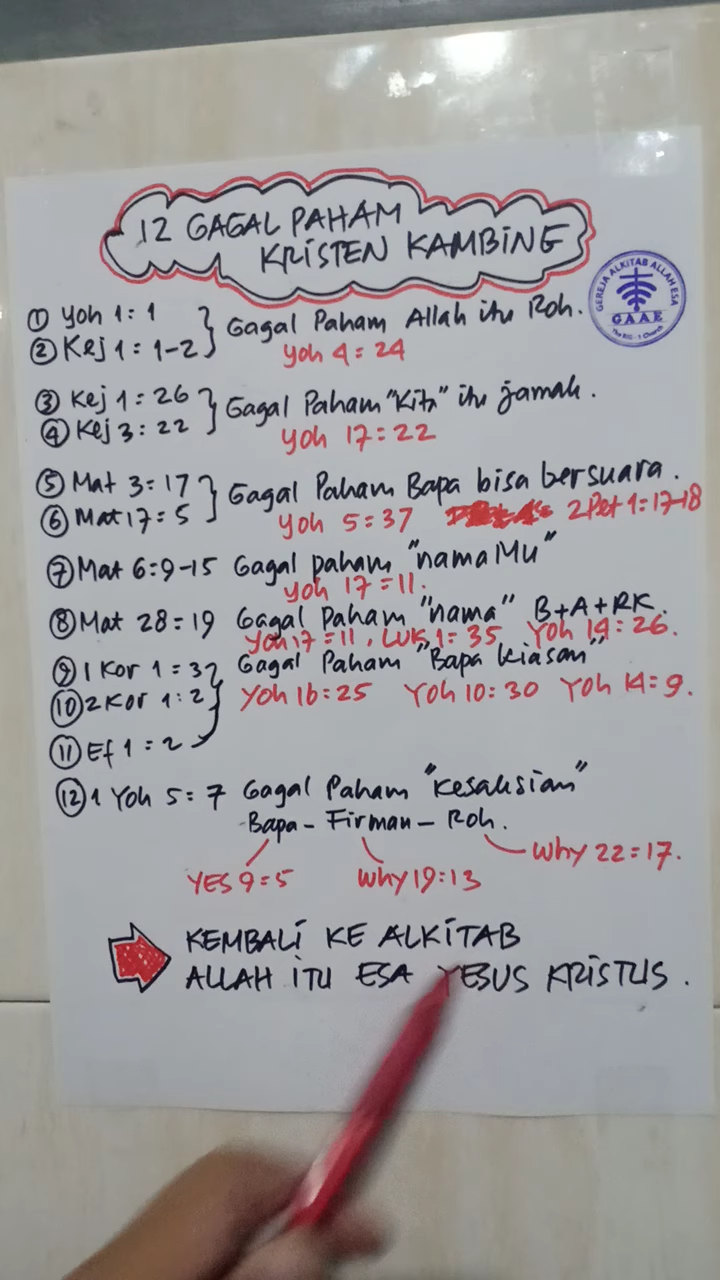 12 GAGAL PAHAM
KRISTEN KAMBING
GEREJA ALKITAB ALLAH ESA
GAAE
① Yoh 1:1
② Kej 1:1-2
Gagal Paham Allah itu Roh.
Yoh 4:24
③ Kej 1:26
④ Kej 3:22
Gagal Paham "Kita" itu jamak.
Yoh 17:22
⑤ Mat 3:17
⑥ Mat 17:5
Gagal Paham Bapa bisa bersuara.
Yoh 5:37 2Pet 1:17-18
⑦ Mat 6:9-15 Gagal paham "namaMu"
Yoh 17:11.
⑧ Mat 28:19 Gagal Paham "nama" B+A+RK.
Yoh 17:11, Luk 1:35 Yoh 14:26.
⑨ 1 Kor 1:3
⑩ 2 Kor 1:2
⑪ Ef 1:2
Gagal Paham "Bapa kiasan"
Yoh 16:25 Yoh 10:30 Yoh 14:9.
⑫ 1 Yoh 5:7 Gagal Paham "kesaksian"
Bapa - Firman - Roh.
Why 22:17.
YES 9:5 Why 19:13
KEMBALI KE ALKITAB
ALLAH ITU ESA YESUS KRISTUS.